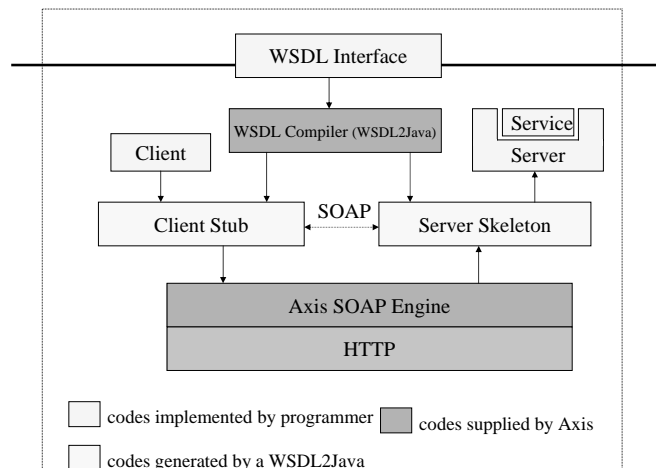 WSDL Interface
WSDL Compiler (WSDL2Java)
Service
Client
Server
SOAP
Client Stub
Server Skeleton
Axis SOAP Engine
HTTP
codes implemented by programmer
codes supplied by Axis
codes generated by a WSDL2Java